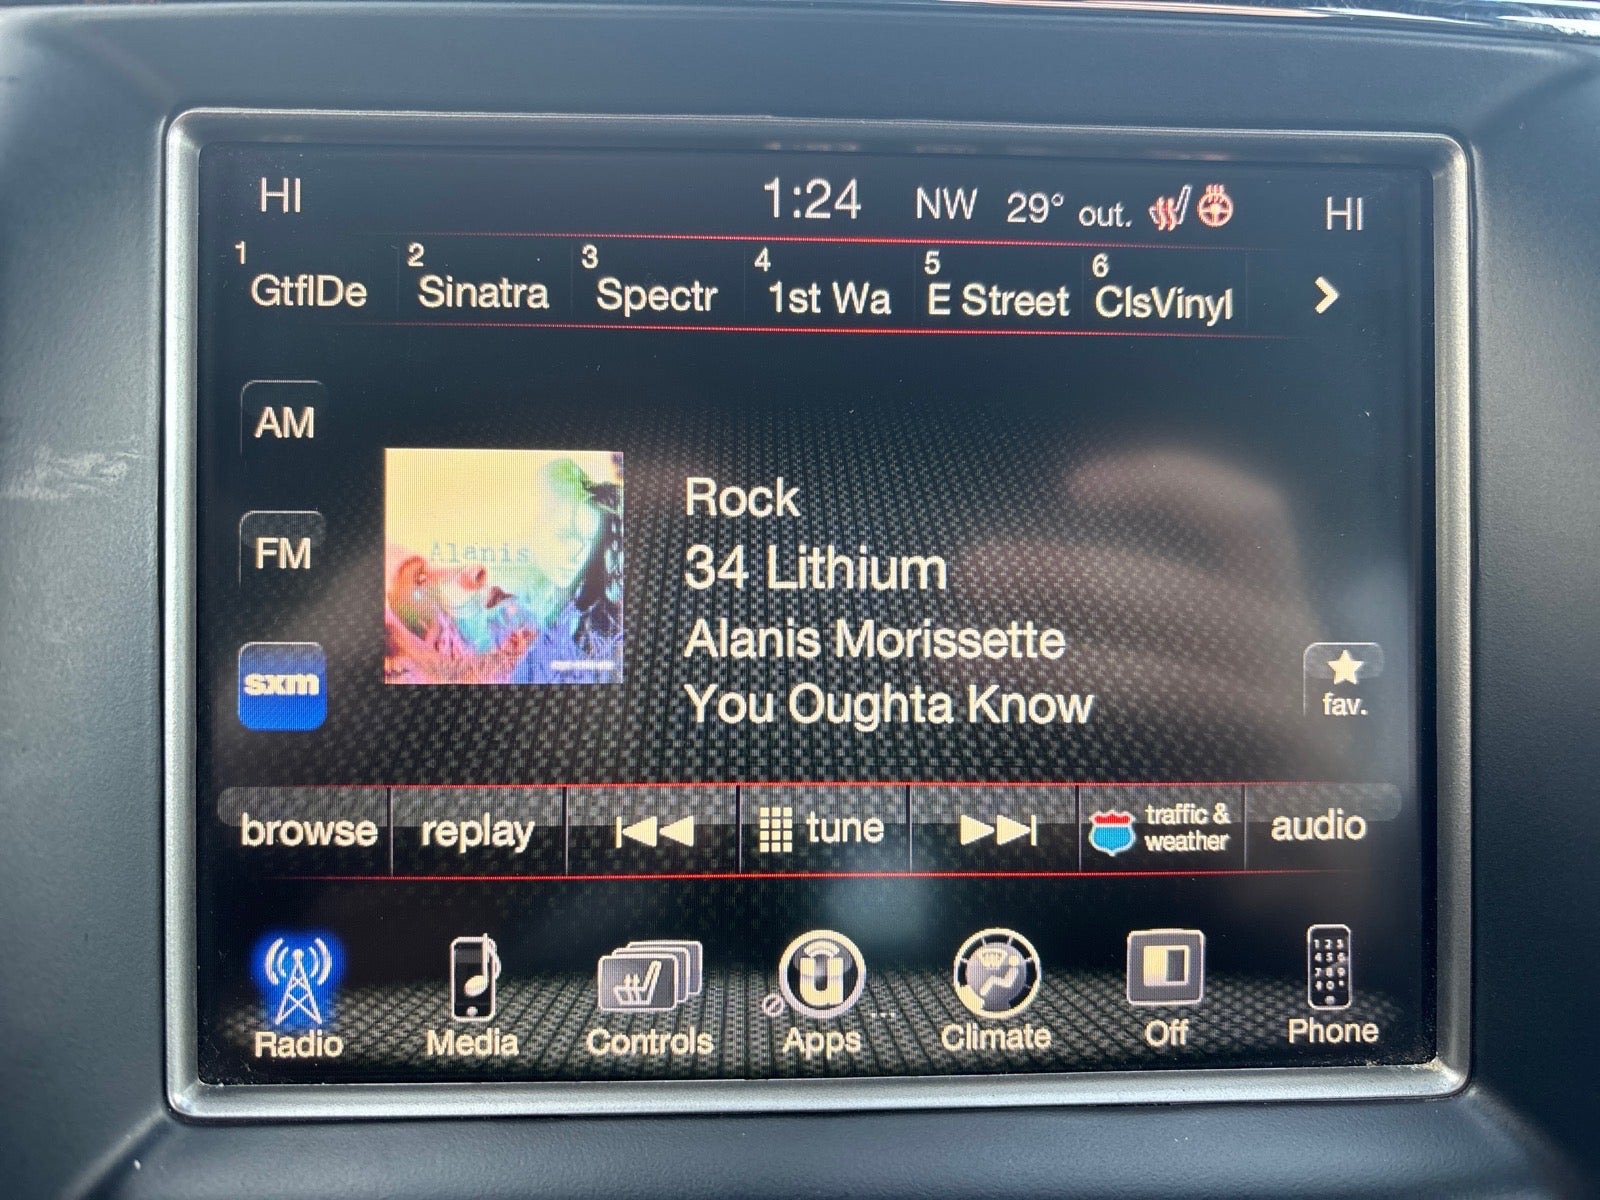 HI 1:24 NW 29° out. HI
1 2 3 4 5 6
GtflDe Sinatra Spectr 1st Wa E Street ClsVinyl
AM
FM
sxm
Alanis
Rock
34 Lithium
Alanis Morissette
You Oughta Know
fav.
browse replay tune traffic & weather audio
Radio Media Controls Apps Climate Off Phone